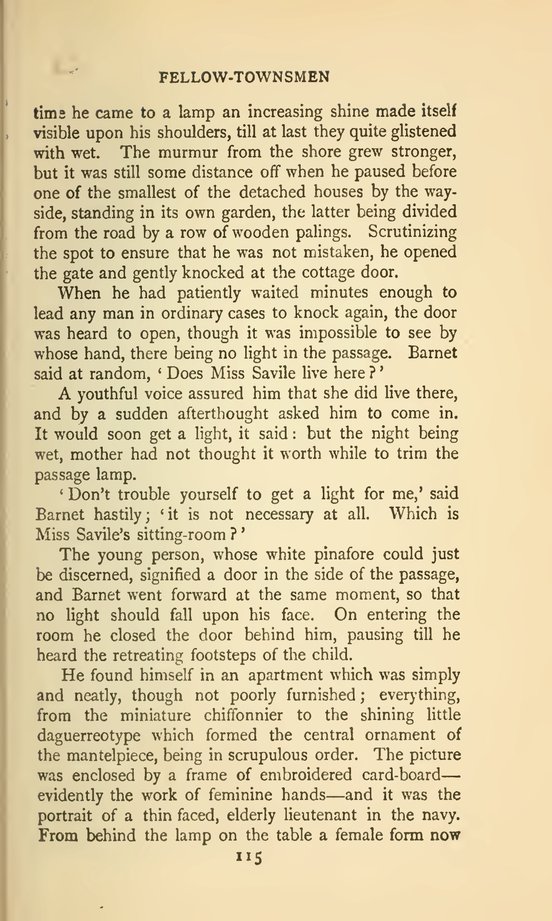 FELLOW-TOWNSMEN
time he came to a lamp an increasing shine made itself
visible upon his shoulders, till at last they quite glistened
with wet. The murmur from the shore grew stronger,
but it was still some distance off when he paused before
one of the smallest of the detached houses by the way-
side, standing in its own garden, the latter being divided
from the road by a row of wooden palings. Scrutinizing
the spot to ensure that he was not mistaken, he opened
the gate and gently knocked at the cottage door.
When he had patiently waited minutes enough to
lead any man in ordinary cases to knock again, the door
was heard to open, though it was impossible to see by
whose hand, there being no light in the passage. Barnet
said at random, ‘ Does Miss Savile live here ? ’
A youthful voice assured him that she did live there,
and by a sudden afterthought asked him to come in.
It would soon get a light, it said : but the night being
wet, mother had not thought it worth while to trim the
passage lamp.
‘ Don’t trouble yourself to get a light for me,’ said
Barnet hastily ; ‘ it is not necessary at all. Which is
Miss Savile’s sitting-room ? ’
The young person, whose white pinafore could just
be discerned, signified a door in the side of the passage,
and Barnet went forward at the same moment, so that
no light should fall upon his face. On entering the
room he closed the door behind him, pausing till he
heard the retreating footsteps of the child.
He found himself in an apartment which was simply
and neatly, though not poorly furnished ; everything,
from the miniature chiffonnier to the shining little
daguerreotype which formed the central ornament of
the mantelpiece, being in scrupulous order. The picture
was enclosed by a frame of embroidered card-board—
evidently the work of feminine hands—and it was the
portrait of a thin faced, elderly lieutenant in the navy.
From behind the lamp on the table a female form now
115